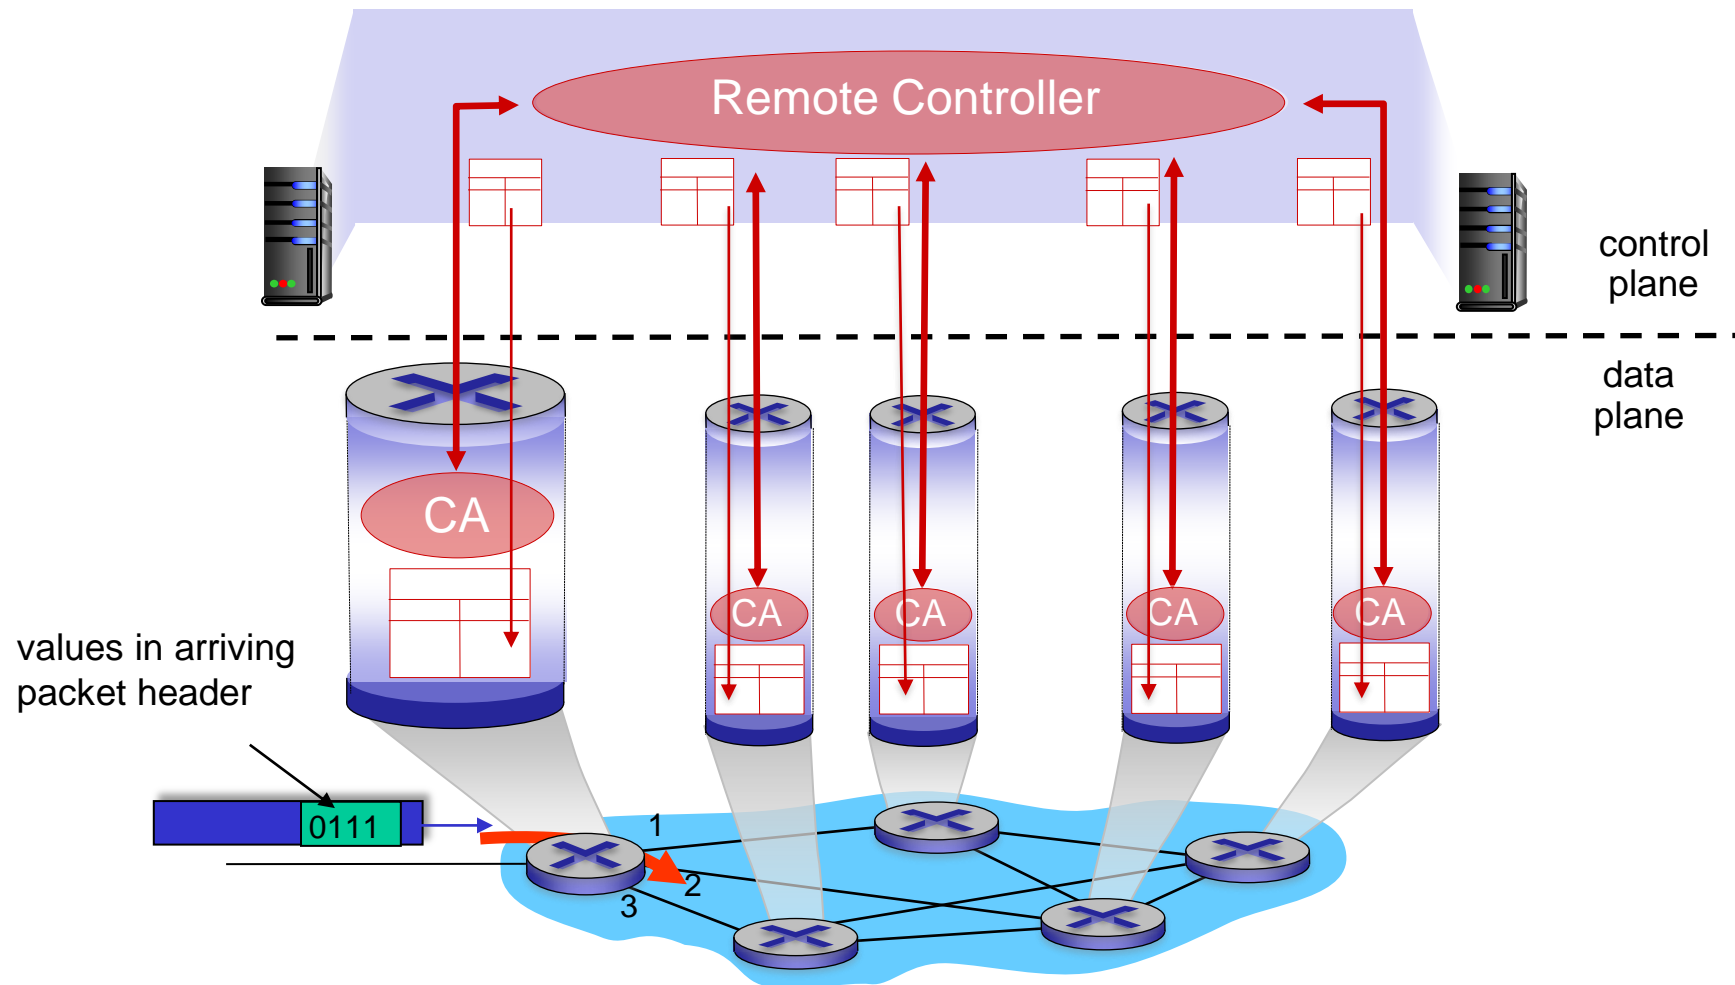 Remote Controller
control
plane
data
plane
CA
CA
CA
CA
CA
values in arriving
packet header
0111
1
2
3